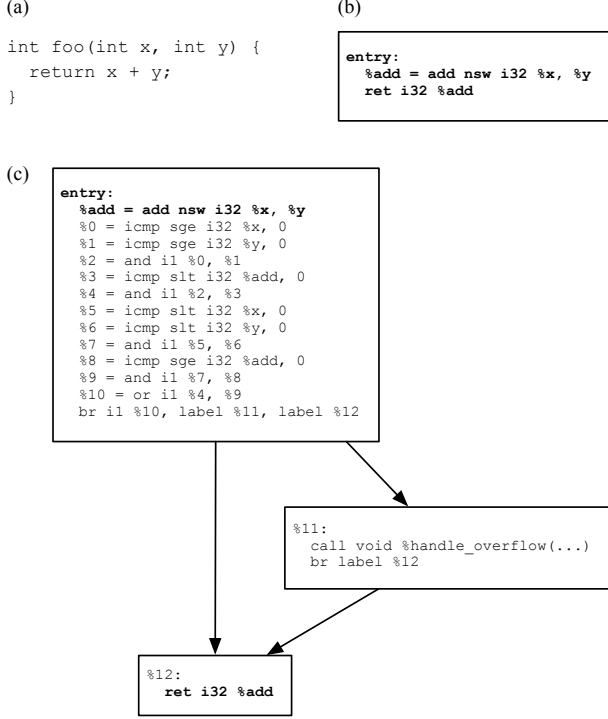 (a)
int foo(int x, int y) {
  return x + y;
}
(b)
entry:
  %add = add nsw i32 %x, %y
  ret i32 %add
(c)
entry:
  %add = add nsw i32 %x, %y
  %0 = icmp sge i32 %x, 0
  %1 = icmp sge i32 %y, 0
  %2 = and i1 %0, %1
  %3 = icmp slt i32 %add, 0
  %4 = and i1 %2, %3
  %5 = icmp slt i32 %x, 0
  %6 = icmp slt i32 %y, 0
  %7 = and i1 %5, %6
  %8 = icmp sge i32 %add, 0
  %9 = and i1 %7, %8
  %10 = or i1 %4, %9
  br i1 %10, label %11, label %12
%11:
  call void %handle_overflow(...)
  br label %12
%12:
  ret i32 %add